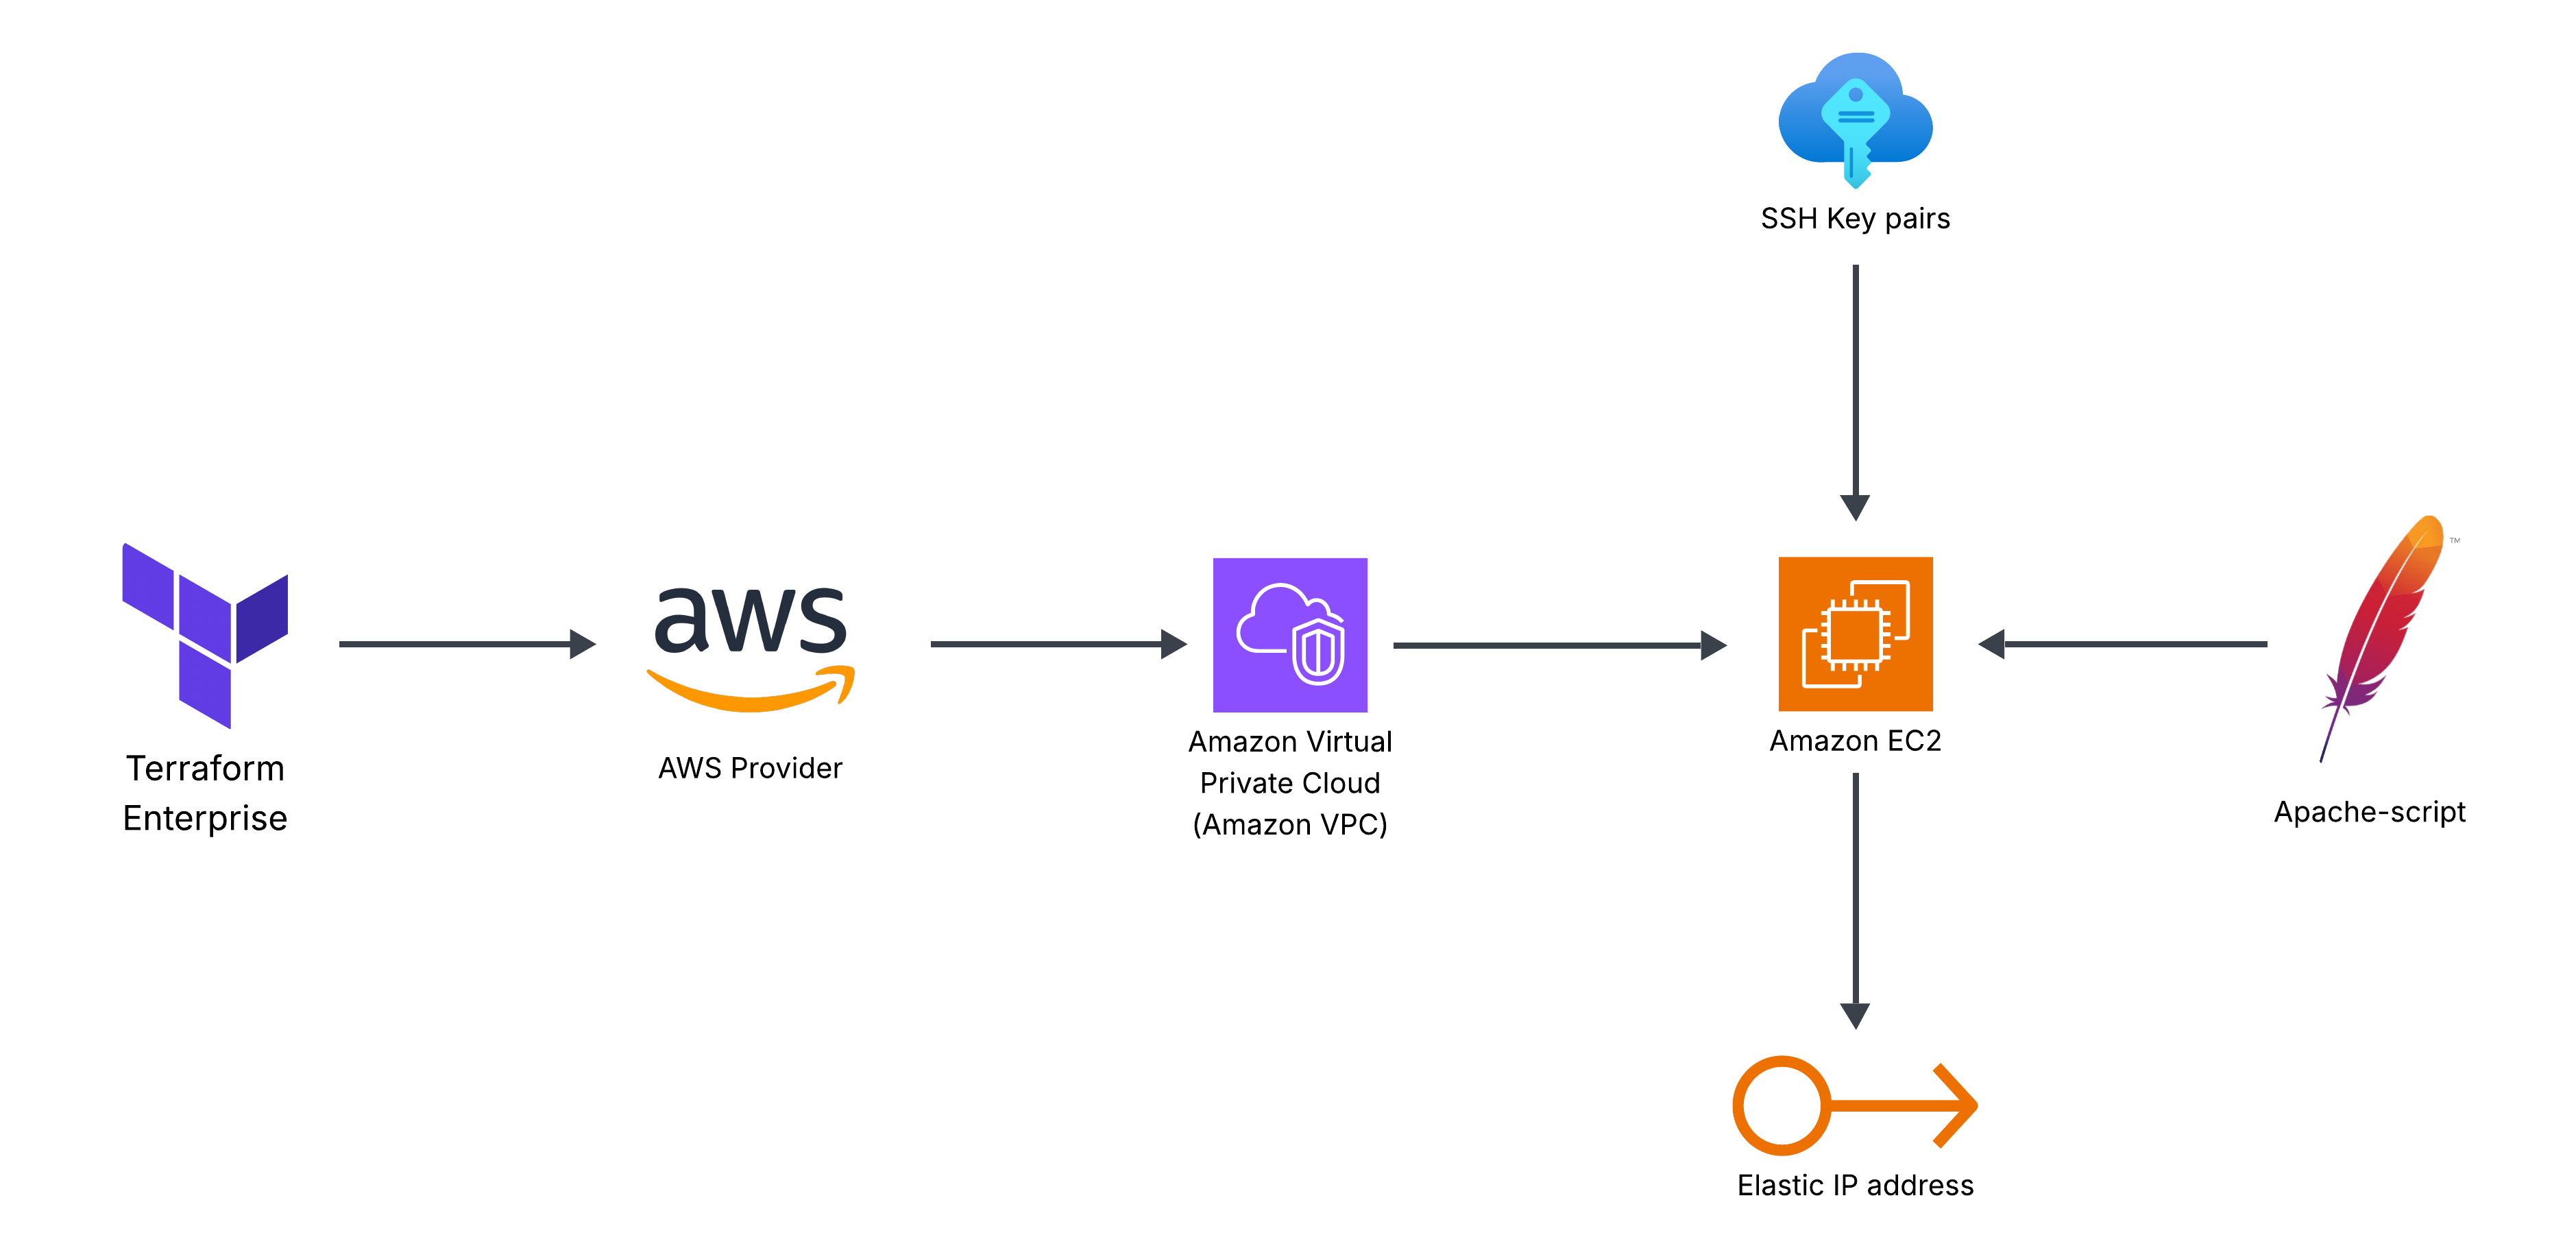 SSH Key pairs
aws
TM
Terraform
Enterprise
AWS Provider
Amazon Virtual
Private Cloud
(Amazon VPC)
Amazon EC2
Apache-script
Elastic IP address